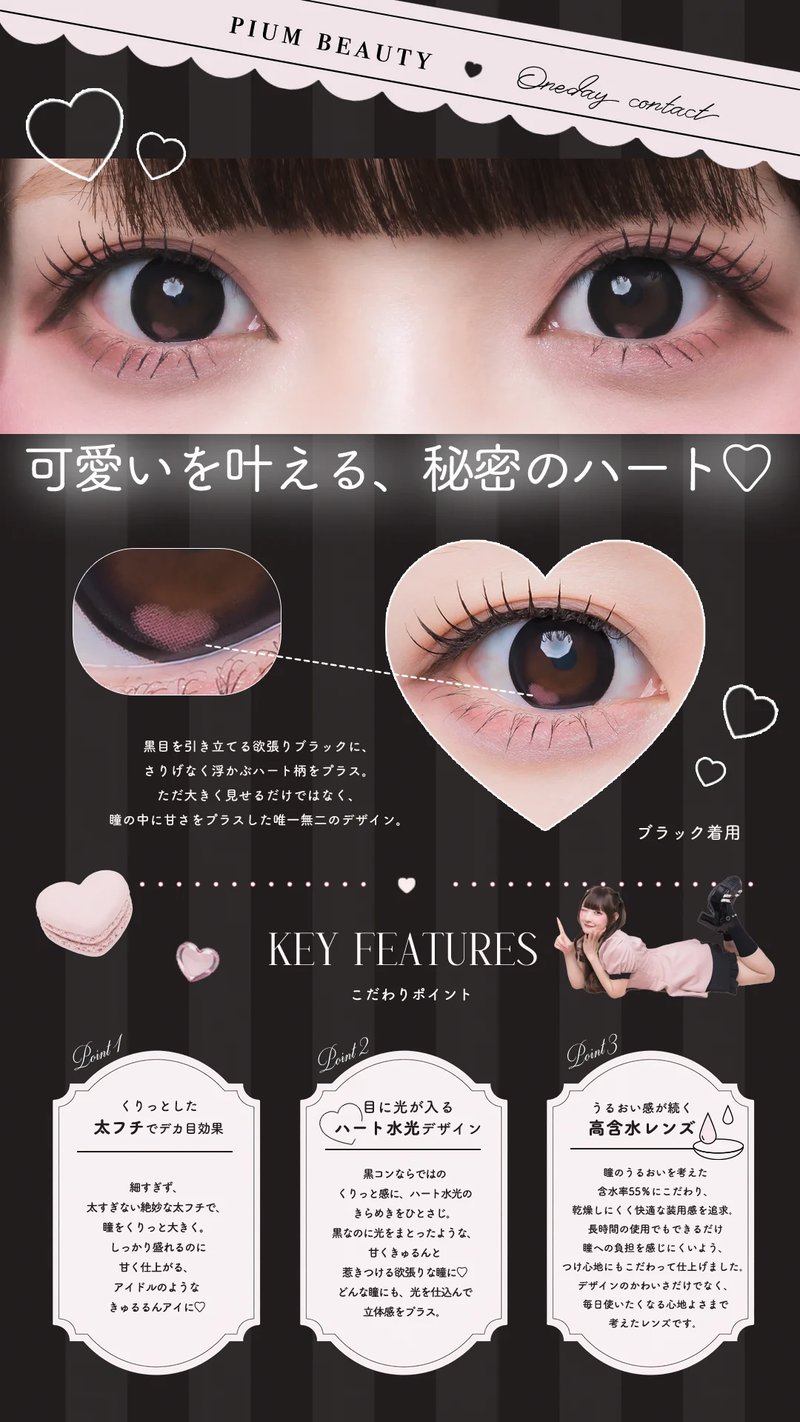 PIUM BEAUTY ♥ Oneday contact
可愛いを叶える、秘密のハート♡
黒目を引き立てる欲張りブラックに、
さりげなく浮かぶハート柄をプラス。
ただ大きく見せるだけではなく、
瞳の中に甘さをプラスした唯一無二のデザイン。
ブラック着用
KEY FEATURES
こだわりポイント
Point 1
くりっとした
太フチでデカ目効果
細すぎず、
太すぎない絶妙な太フチで、
瞳をくりっと大きく。
しっかり盛れるのに
甘く仕上がる、
アイドルのような
きゅるるんアイに♡
Point 2
目に光が入る
ハート水光デザイン
黒コンならではの
くりっと感に、ハート水光の
きらめきをひとさじ。
黒なのに光をまとったような、
甘くきゅるんと
惹きつける欲張りな瞳に♡
どんな瞳にも、光を仕込んで
立体感をプラス。
Point 3
うるおい感が続く
高含水レンズ
瞳のうるおいを考えた
含水率55%にこだわり、
乾燥しにくく快適な装用感を追求。
長時間の使用でもできるだけ
瞳への負担を感じにくいよう、
つけ心地にもこだわって仕上げました。
デザインのかわいさだけでなく、
毎日使いたくなる心地よさまで
考えたレンズです。